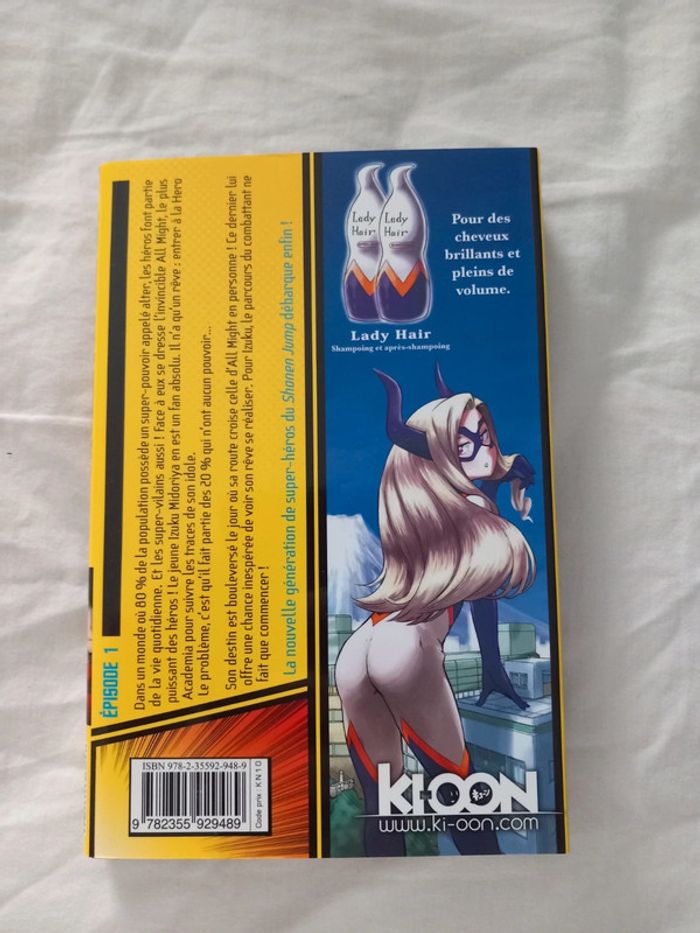 ÉPISODE 1
Dans un monde où 80 % de la population possède un super-pouvoir appelé alter, les héros font partie
de la vie quotidienne. Et les super-vilains aussi ! Face à eux se dresse l'invincible All Might, le plus
puissant des héros ! Le jeune Izuku Midoriya en est un fan absolu. Il n'a qu'un rêve : entrer à la Hero
Academia pour suivre les traces de son idole.
Le problème, c'est qu'il fait partie des 20 % qui n'ont aucun pouvoir...
Son destin est bouleversé le jour où sa route croise celle d'All Might en personne ! Ce dernier lui
offre une chance inespérée de voir son rêve se réaliser. Pour Izuku, le parcours du combattant ne
fait que commencer !
La nouvelle génération de super-héros du Shonen Jump débarque enfin !
ISBN 978-2-35592-948-9
9 782355 929489
Code prix : KN10
Lady
Hair
Lady
Hair
Lady Hair
Shampoing et après-shampoing
Pour des
cheveux
brillants et
pleins de
volume.
KI-OON
きューン
www.ki-oon.com